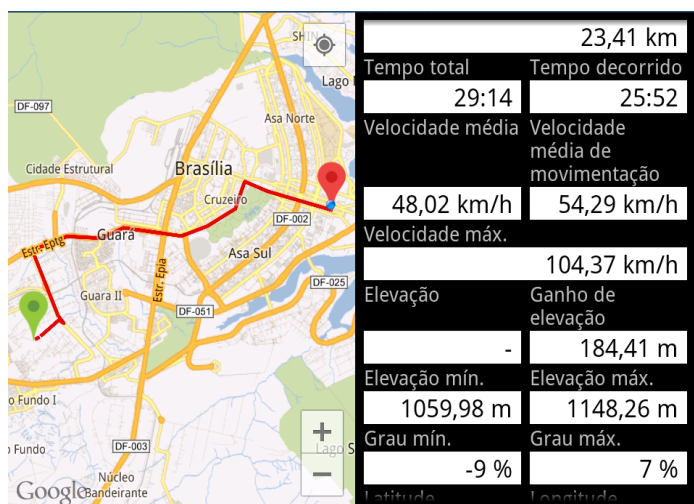 SHIN
Lago
DF-097
Asa Norte
Cidade Estrutural
Brasília
Cruzeiro
DF-002
Guará
Estr. Eptg
Asa Sul
Estr. Epia
DF-025
Guara II
DF-051
o Fundo I
+
Lago S
DF-003
o Fundo
−
Núcleo
Bandeirante
Google
23,41 km
Tempo total Tempo decorrido
29:14 25:52
Velocidade média Velocidade
média de
movimentação
48,02 km/h 54,29 km/h
Velocidade máx.
104,37 km/h
Elevação Ganho de
elevação
- 184,41 m
Elevação mín. Elevação máx.
1059,98 m 1148,26 m
Grau mín. Grau máx.
-9 % 7 %
Latitude Longitude